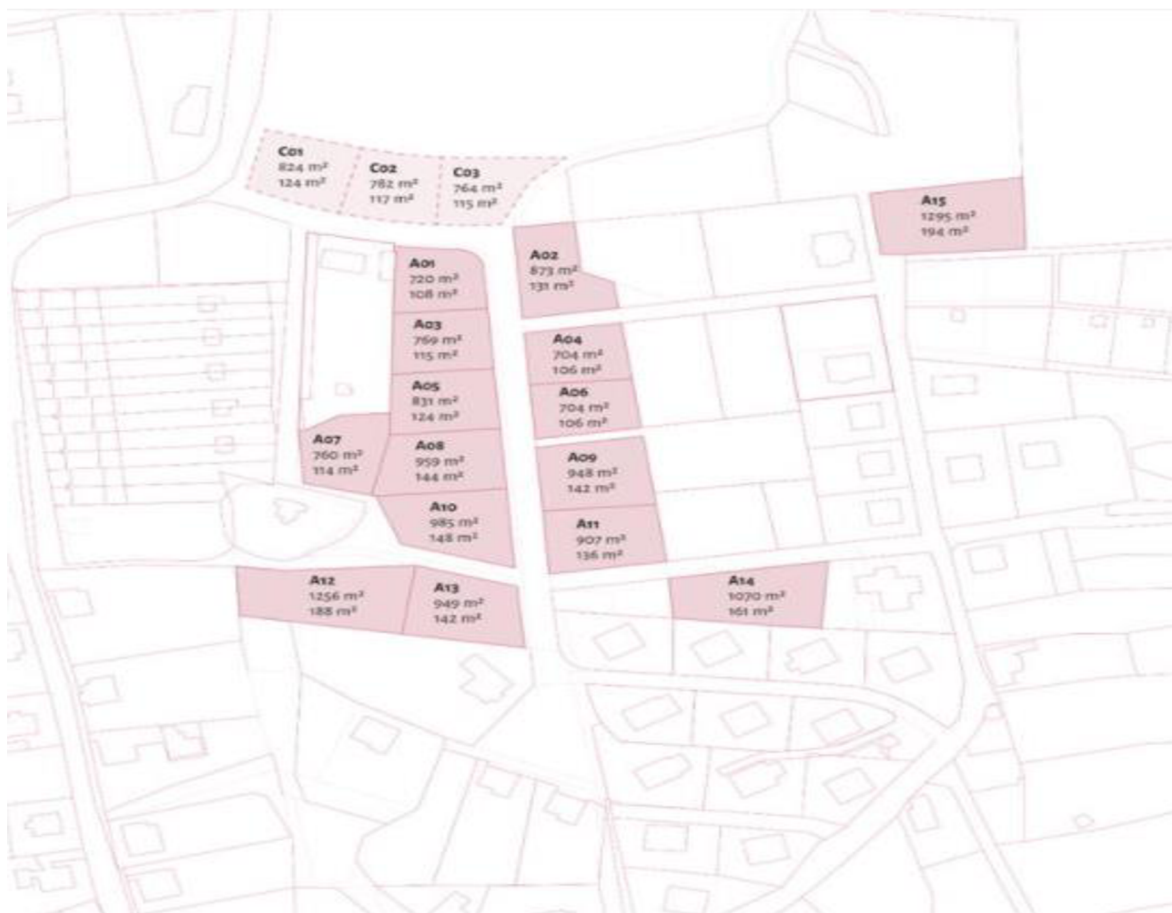 C01
824 m²
124 m²
C02
782 m²
117 m²
C03
764 m²
115 m²
A15
1295 m²
194 m²
A01
720 m²
108 m²
A02
873 m²
131 m²
A03
769 m²
115 m²
A04
704 m²
106 m²
A05
831 m²
124 m²
A06
704 m²
106 m²
A07
760 m²
114 m²
A08
959 m²
144 m²
A09
948 m²
142 m²
A10
985 m²
148 m²
A11
907 m²
136 m²
A12
1256 m²
188 m²
A13
949 m²
142 m²
A14
1070 m²
161 m²